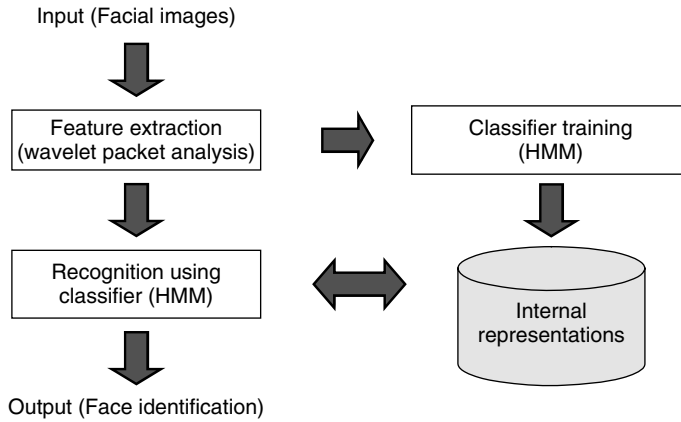 Input (Facial images)
Feature extraction
(wavelet packet analysis)
Classifier training
(HMM)
Recognition using
classifier (HMM)
Internal
representations
Output (Face identification)